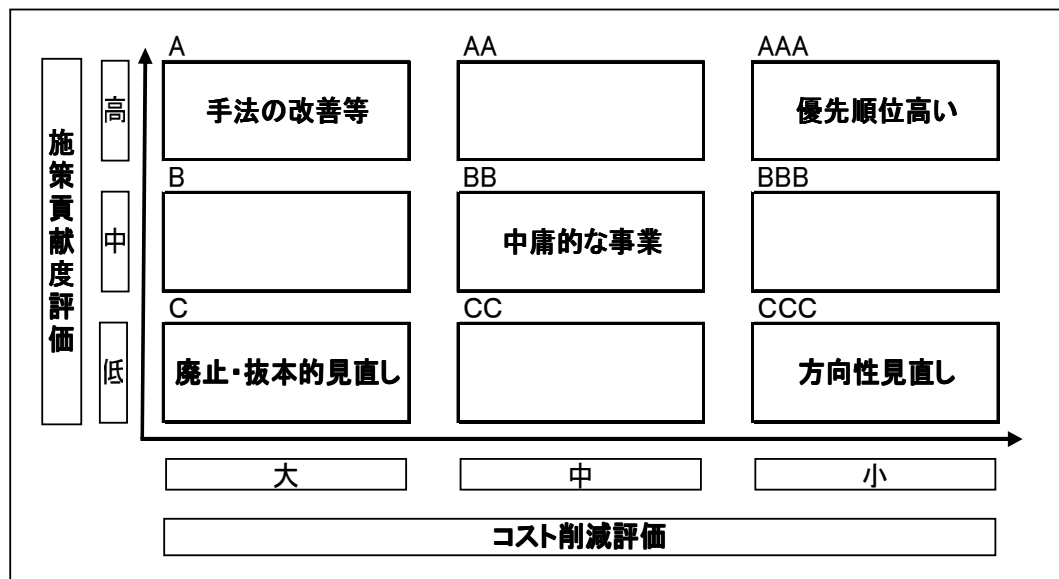 A AA AAA
高 手法の改善等 優先順位高い
施策貢献度評価
B BB BBB
中 中庸的な事業
C CC CCC
低 廃止・抜本的見直し 方向性見直し
大 中 小
コスト削減評価